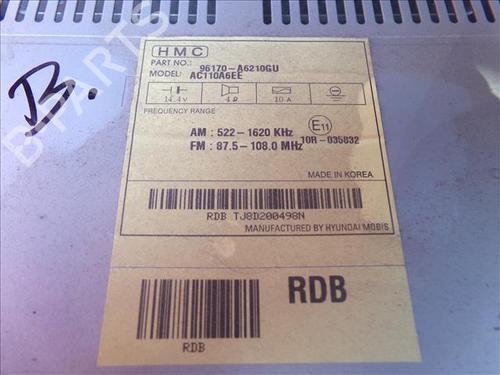 HMC
PART NO.: 96170-A6210GU
MODEL: AC110A6EE
14.4V 4Ω 10A
FREQUENCY RANGE
AM : 522-1620 KHz
FM : 87.5-108.0 MHz
E11
10R-035832
MADE IN KOREA
RDB TJ8D200498N
MANUFACTURED BY HYUNDAI MOBIS
RDB
RDB
B.
B PARTS